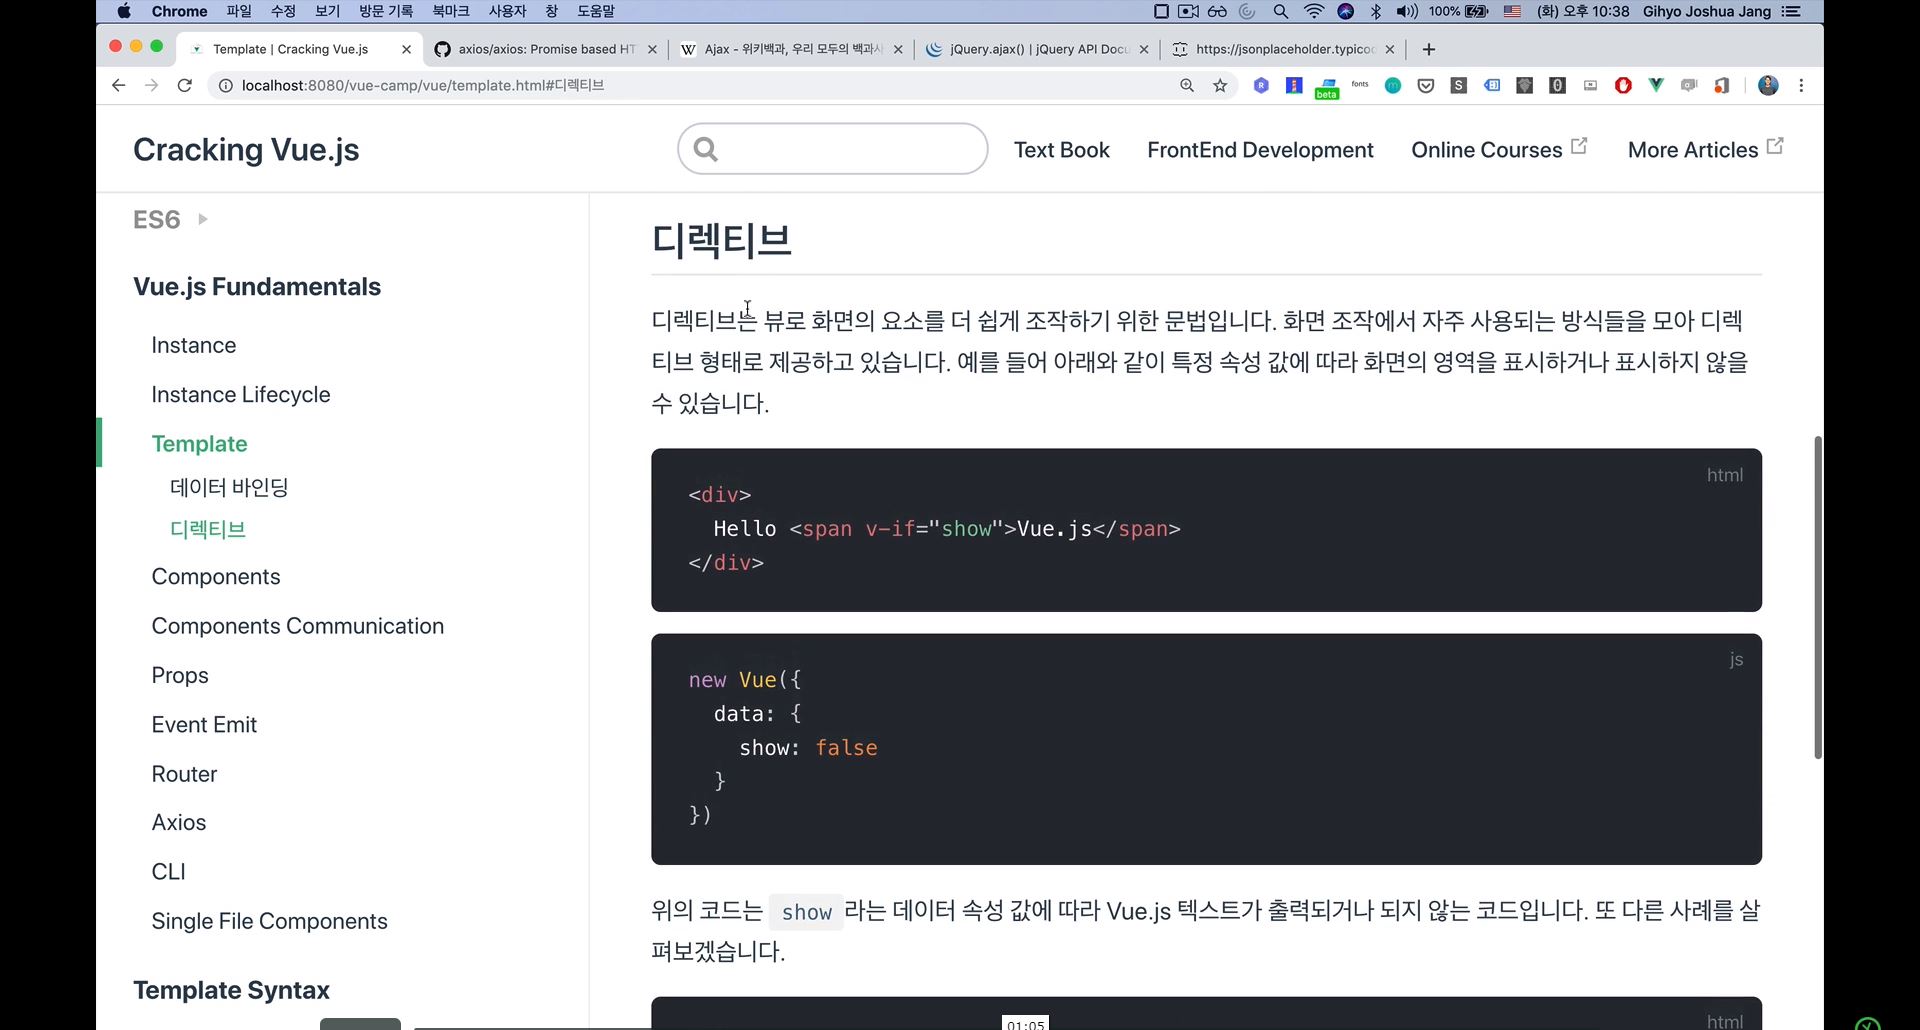 Chrome 파일 수정 보기 방문 기록 북마크 사용자 창 도움말 100% (화) 오후 10:38 Gihyo Joshua Jang
Template | Cracking Vue.js axios/axios: Promise based HT Ajax - 위키백과, 우리 모두의 백과사 jQuery.ajax() | jQuery API Docu https://jsonplaceholder.typicoc
localhost:8080/vue-camp/vue/template.html#디렉티브
beta
fonts
Cracking Vue.js
Text Book FrontEnd Development Online Courses More Articles
ES6
Vue.js Fundamentals
Instance
Instance Lifecycle
Template
데이터 바인딩
디렉티브
Components
Components Communication
Props
Event Emit
Router
Axios
CLI
Single File Components
Template Syntax
디렉티브
디렉티브는 뷰로 화면의 요소를 더 쉽게 조작하기 위한 문법입니다. 화면 조작에서 자주 사용되는 방식들을 모아 디렉
티브 형태로 제공하고 있습니다. 예를 들어 아래와 같이 특정 속성 값에 따라 화면의 영역을 표시하거나 표시하지 않을
수 있습니다.
html
<div>
Hello <span v-if="show">Vue.js</span>
</div>
js
new Vue({
data: {
show: false
}
})
위의 코드는 show 라는 데이터 속성 값에 따라 Vue.js 텍스트가 출력되거나 되지 않는 코드입니다. 또 다른 사례를 살
펴보겠습니다.
html
01:05